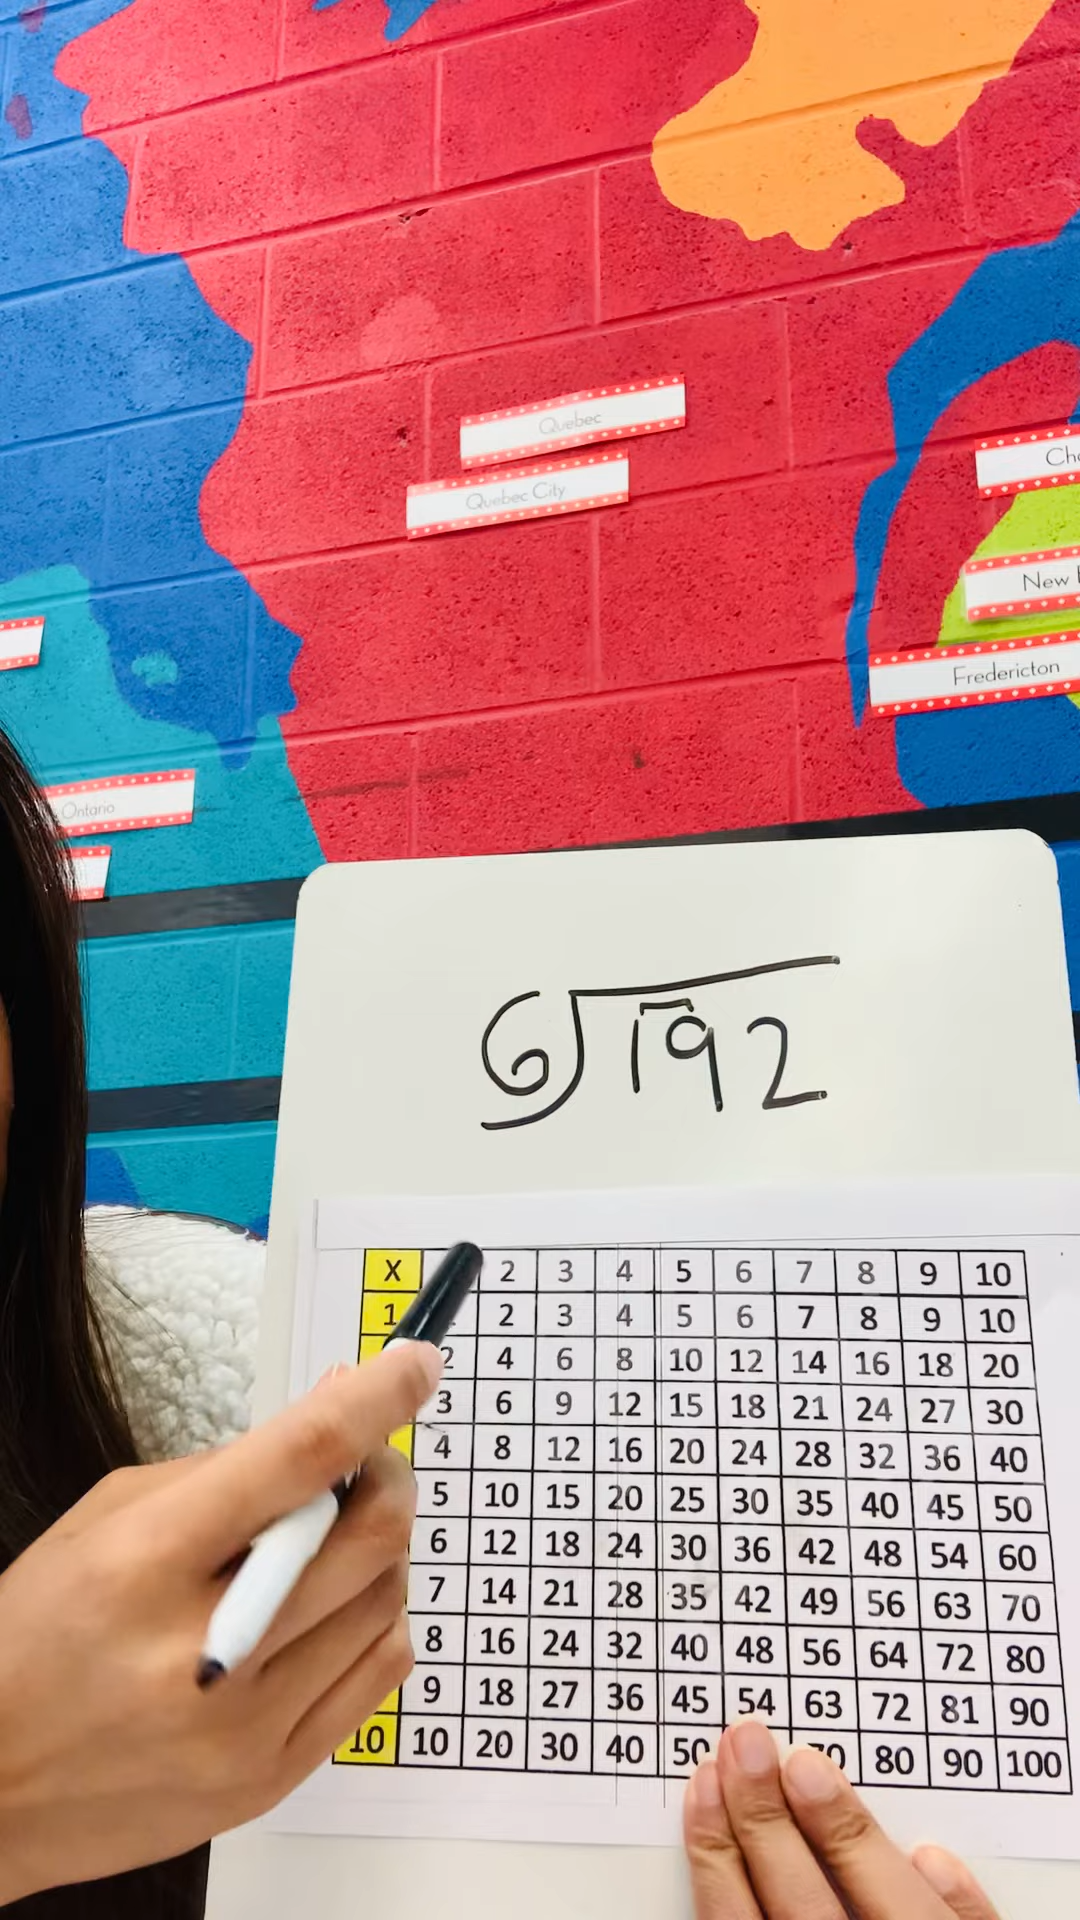 Quebec
Quebec City
Ontario
Fredericton
New
6 192
X 2 3 4 5 6 7 8 9 10
1 2 3 4 5 6 7 8 9 10
2 4 6 8 10 12 14 16 18 20
3 6 9 12 15 18 21 24 27 30
4 8 12 16 20 24 28 32 36 40
5 10 15 20 25 30 35 40 45 50
6 12 18 24 30 36 42 48 54 60
7 14 21 28 35 42 49 56 63 70
8 16 24 32 40 48 56 64 72 80
9 18 27 36 45 54 63 72 81 90
10 10 20 30 40 50 70 80 90 100